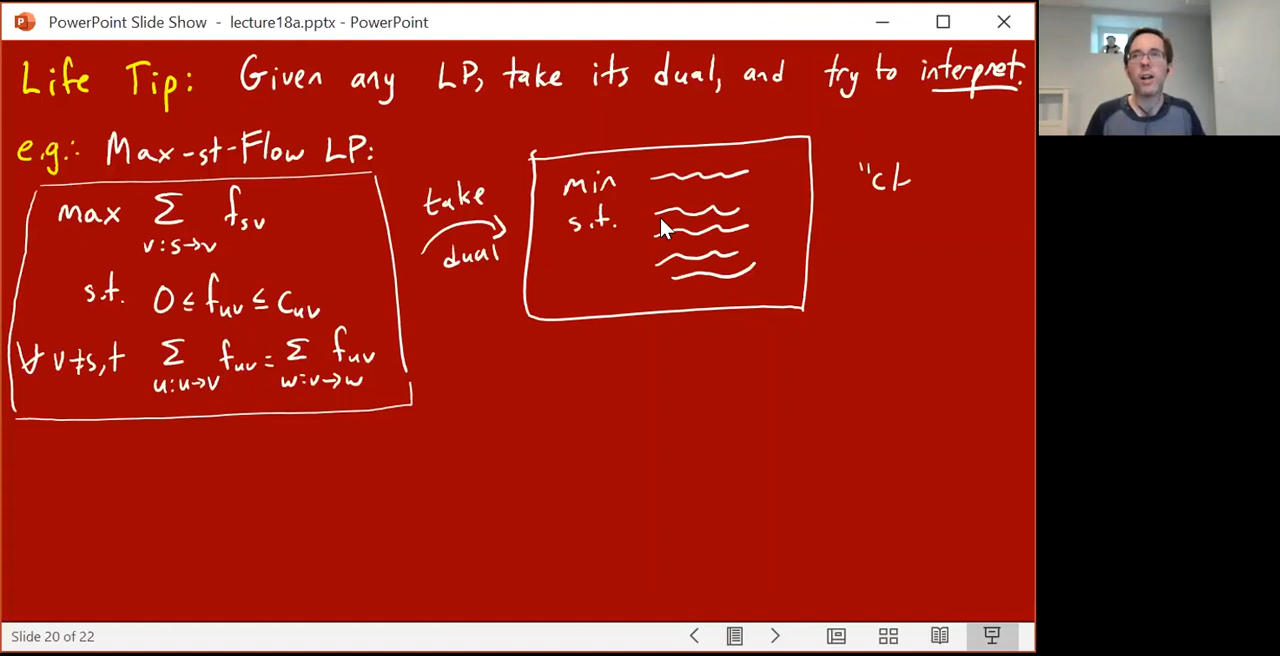 PowerPoint Slide Show - lecture18a.pptx - PowerPoint
Life Tip: Given any LP, take its dual, and try to interpret.
e.g.: Max-st-Flow LP:
max Σ f_sv
v:s→v
s.t. 0 ≤ f_uv ≤ c_uv
∀ v≠s,t Σ f_uv = Σ f_uv
u:u→v w:v→w
take
dual
min
s.t.
Slide 20 of 22